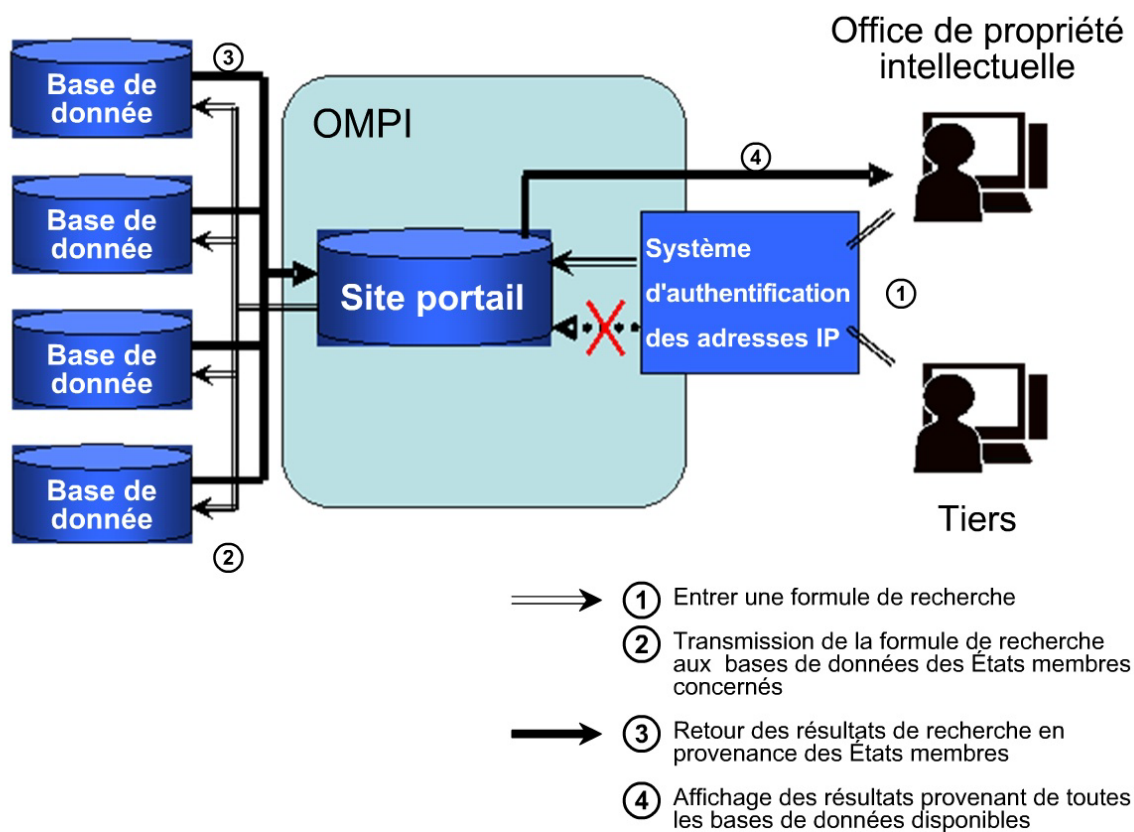 Office de propriété
intellectuelle
③
Base de
donnée
OMPI
④
Base de
donnée
Système
d'authentification
des adresses IP
①
Site portail
Base de
donnée
Base de
donnée
Tiers
②
① Entrer une formule de recherche
② Transmission de la formule de recherche
aux bases de données des États membres
concernés
③ Retour des résultats de recherche en
provenance des États membres
④ Affichage des résultats provenant de toutes
les bases de données disponibles